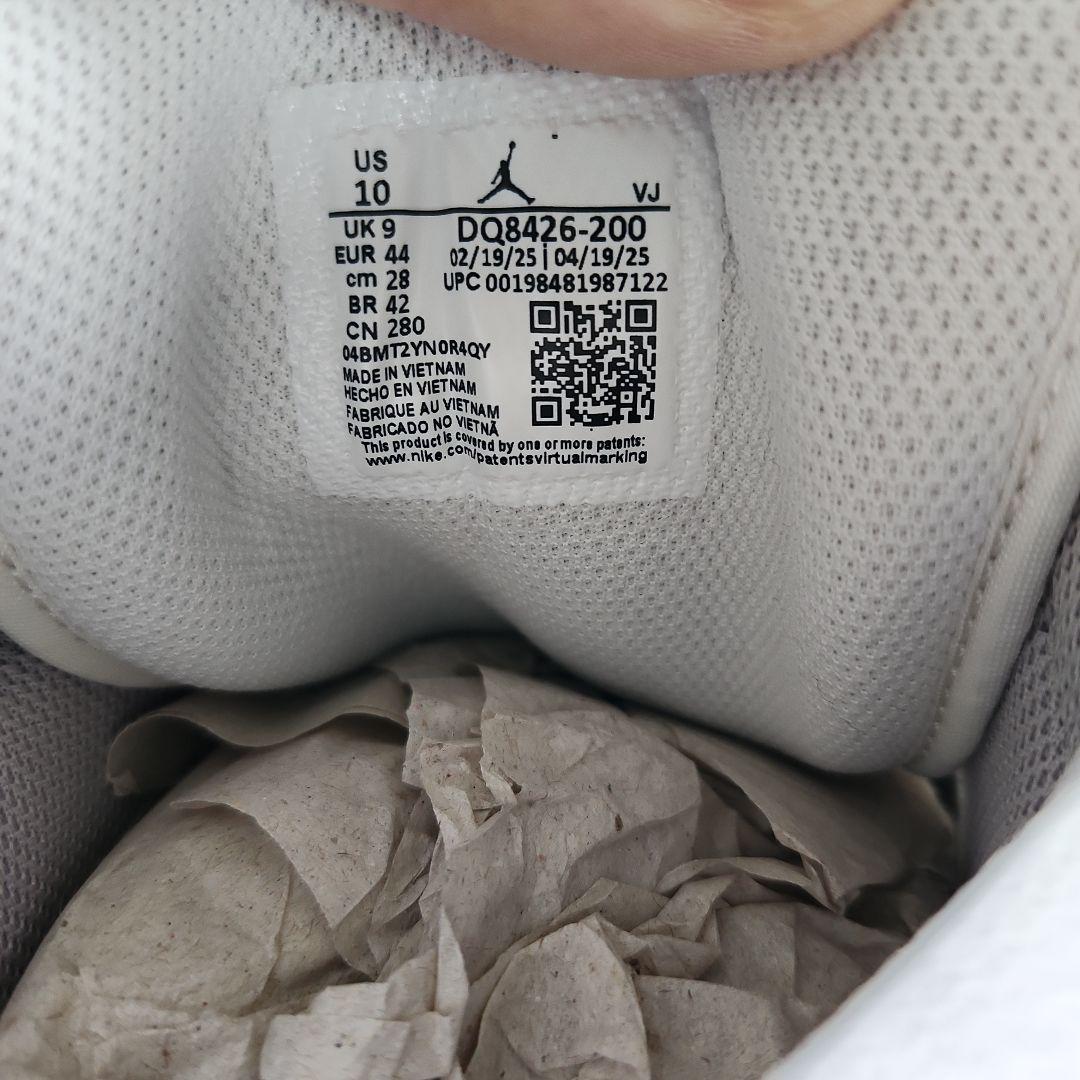 US
10
VJ
UK 9
EUR 44
cm 28
BR 42
CN 280
DQ8426-200
02/19/25 | 04/19/25
UPC 00198481987122
04BMT2YN0R4QY
MADE IN VIETNAM
HECHO EN VIETNAM
FABRIQUE AU VIETNAM
FABRICADO NO VIETNÃ
This product is covered by one or more patents:
www.nike.com/patentsvirtualmarking